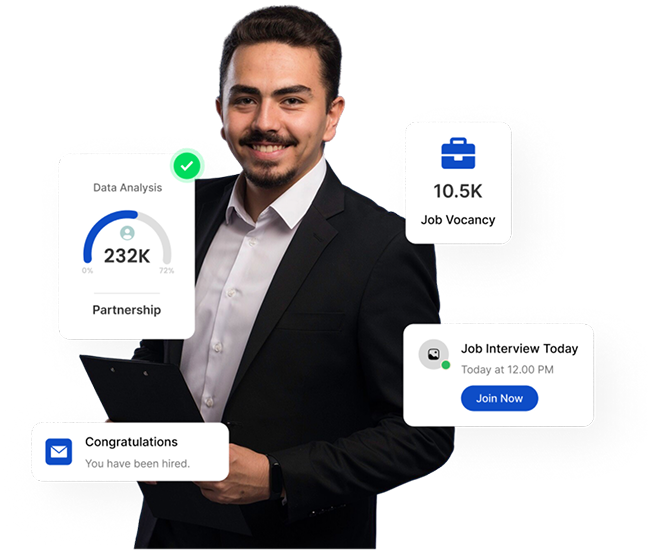 Data Analysis
232K
0%
72%
Partnership
10.5K
Job Vocancy
Job Interview Today
Today at 12.00 PM
Join Now
Congratulations
You have been hired.